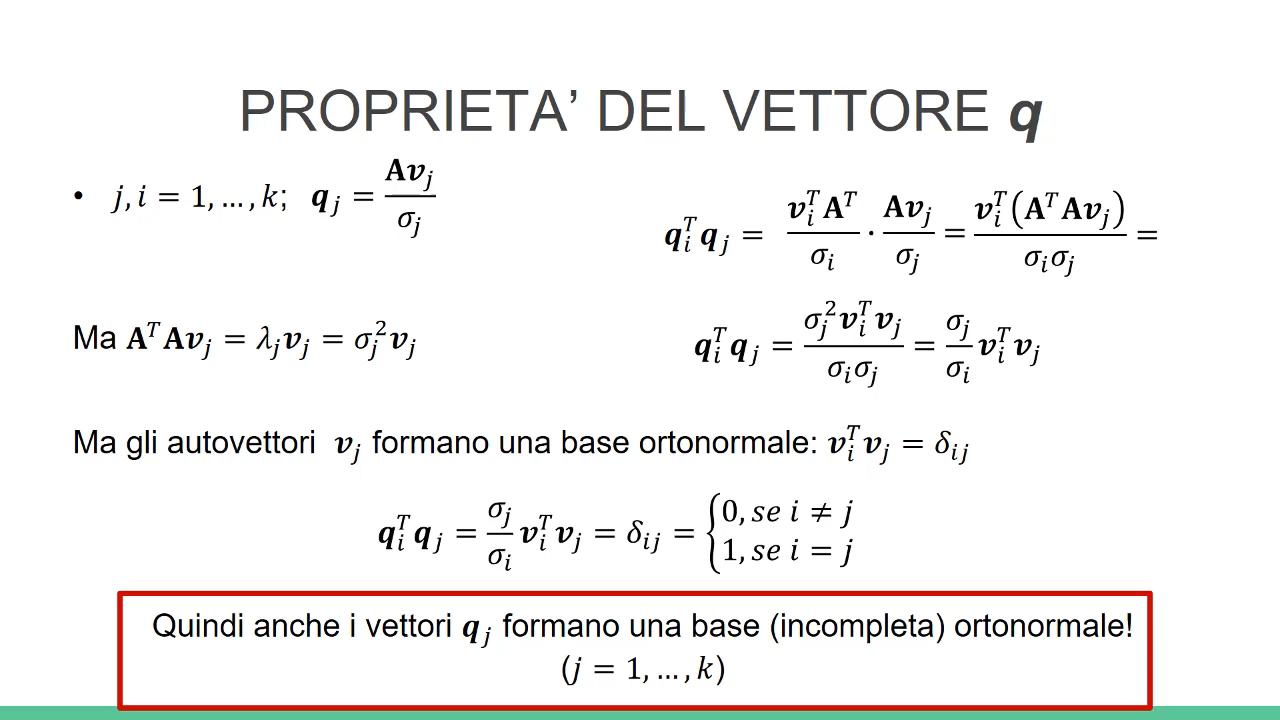 PROPRIETA’ DEL VETTORE q
• j, i = 1, …, k; q_j = Av_j / σ_j
q_i^T q_j = v_i^T A^T / σ_i · Av_j / σ_j = v_i^T (A^T Av_j) / σ_i σ_j =
Ma A^T Av_j = λ_j v_j = σ_j^2 v_j
q_i^T q_j = σ_j^2 v_i^T v_j / σ_i σ_j = σ_j / σ_i v_i^T v_j
Ma gli autovettori v_j formano una base ortonormale: v_i^T v_j = δ_ij
q_i^T q_j = σ_j / σ_i v_i^T v_j = δ_ij = { 0, se i ≠ j
1, se i = j
Quindi anche i vettori q_j formano una base (incompleta) ortonormale!
(j = 1, …, k)